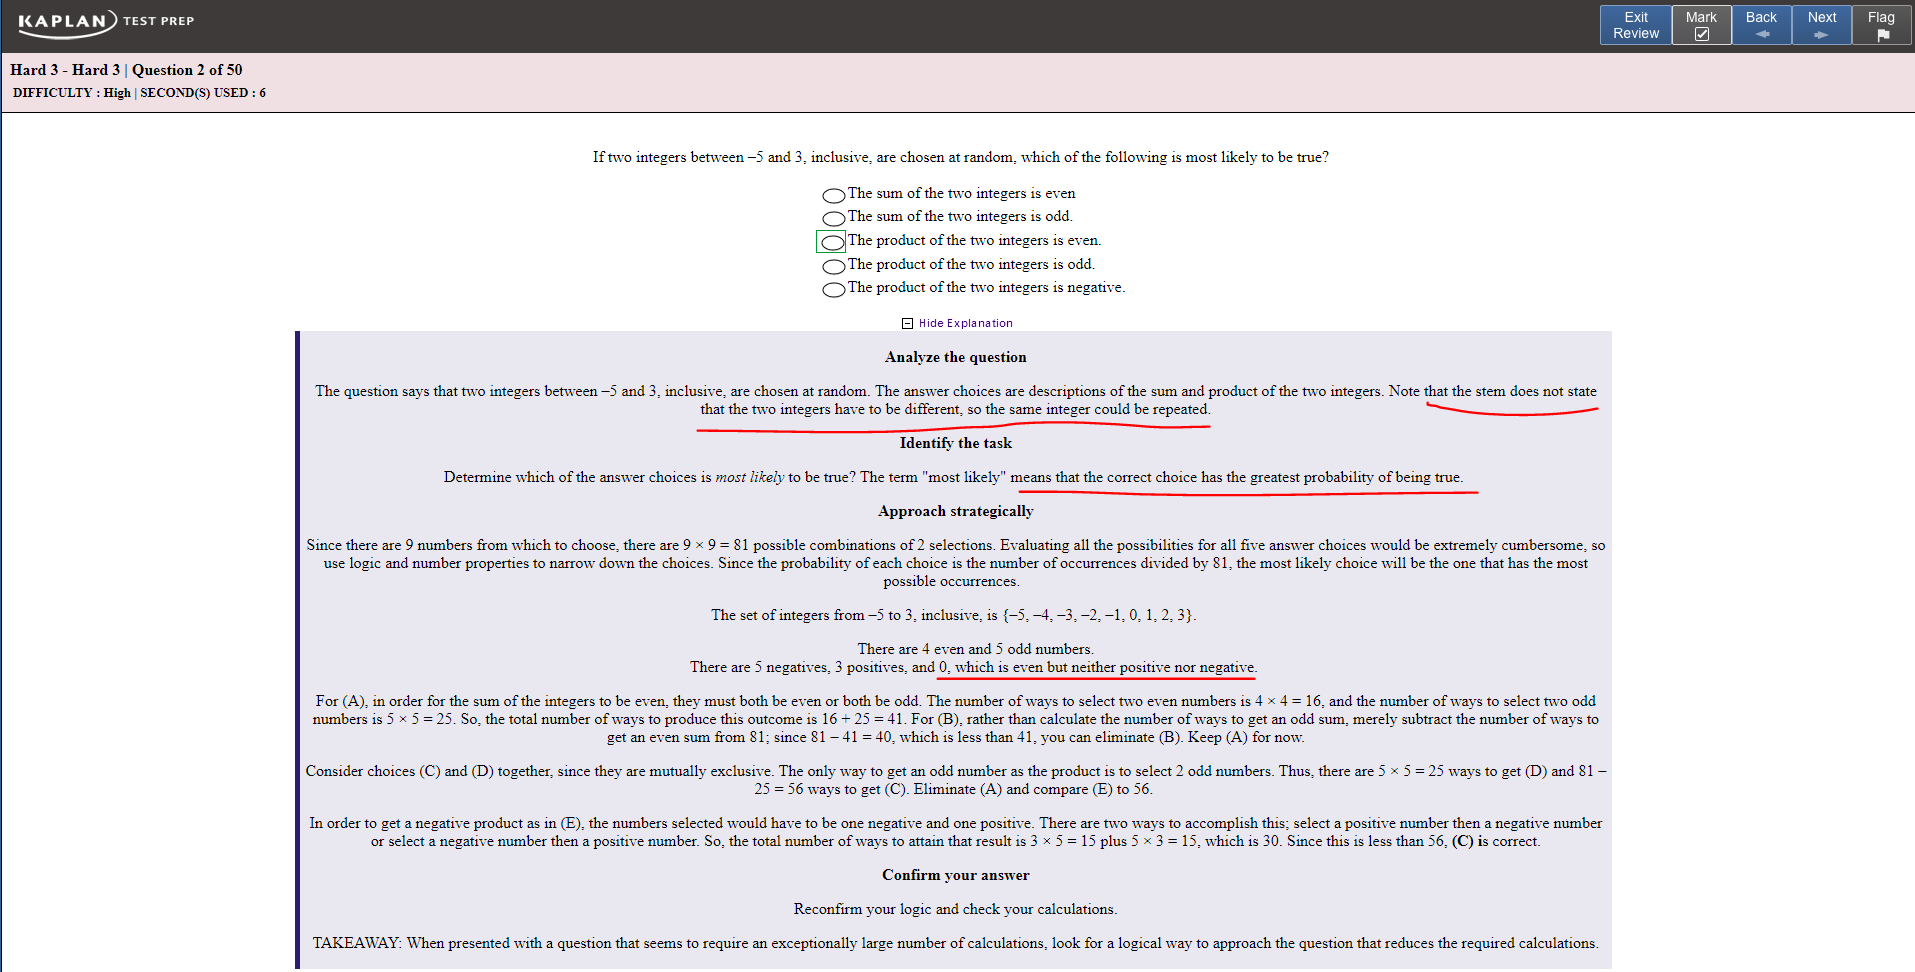 KAPLAN TEST PREP
Exit Review
Mark
Back
Next
Flag
Hard 3 - Hard 3 | Question 2 of 50
DIFFICULTY : High | SECOND(S) USED : 6
If two integers between −5 and 3, inclusive, are chosen at random, which of the following is most likely to be true?
The sum of the two integers is even
The sum of the two integers is odd.
The product of the two integers is even.
The product of the two integers is odd.
The product of the two integers is negative.
Hide Explanation
Analyze the question
The question says that two integers between −5 and 3, inclusive, are chosen at random. The answer choices are descriptions of the sum and product of the two integers. Note that the stem does not state
that the two integers have to be different, so the same integer could be repeated.
Identify the task
Determine which of the answer choices is most likely to be true? The term "most likely" means that the correct choice has the greatest probability of being true.
Approach strategically
Since there are 9 numbers from which to choose, there are 9 × 9 = 81 possible combinations of 2 selections. Evaluating all the possibilities for all five answer choices would be extremely cumbersome, so
use logic and number properties to narrow down the choices. Since the probability of each choice is the number of occurrences divided by 81, the most likely choice will be the one that has the most
possible occurrences.
The set of integers from −5 to 3, inclusive, is {−5, −4, −3, −2, −1, 0, 1, 2, 3}.
There are 4 even and 5 odd numbers.
There are 5 negatives, 3 positives, and 0, which is even but neither positive nor negative.
For (A), in order for the sum of the integers to be even, they must both be even or both be odd. The number of ways to select two even numbers is 4 × 4 = 16, and the number of ways to select two odd
numbers is 5 × 5 = 25. So, the total number of ways to produce this outcome is 16 + 25 = 41. For (B), rather than calculate the number of ways to get an odd sum, merely subtract the number of ways to
get an even sum from 81; since 81 − 41 = 40, which is less than 41, you can eliminate (B). Keep (A) for now.
Consider choices (C) and (D) together, since they are mutually exclusive. The only way to get an odd number as the product is to select 2 odd numbers. Thus, there are 5 × 5 = 25 ways to get (D) and 81 −
25 = 56 ways to get (C). Eliminate (A) and compare (E) to 56.
In order to get a negative product as in (E), the numbers selected would have to be one negative and one positive. There are two ways to accomplish this; select a positive number then a negative number
or select a negative number then a positive number. So, the total number of ways to attain that result is 3 × 5 = 15 plus 5 × 3 = 15, which is 30. Since this is less than 56, (C) is correct.
Confirm your answer
Reconfirm your logic and check your calculations.
TAKEAWAY: When presented with a question that seems to require an exceptionally large number of calculations, look for a logical way to approach the question that reduces the required calculations.